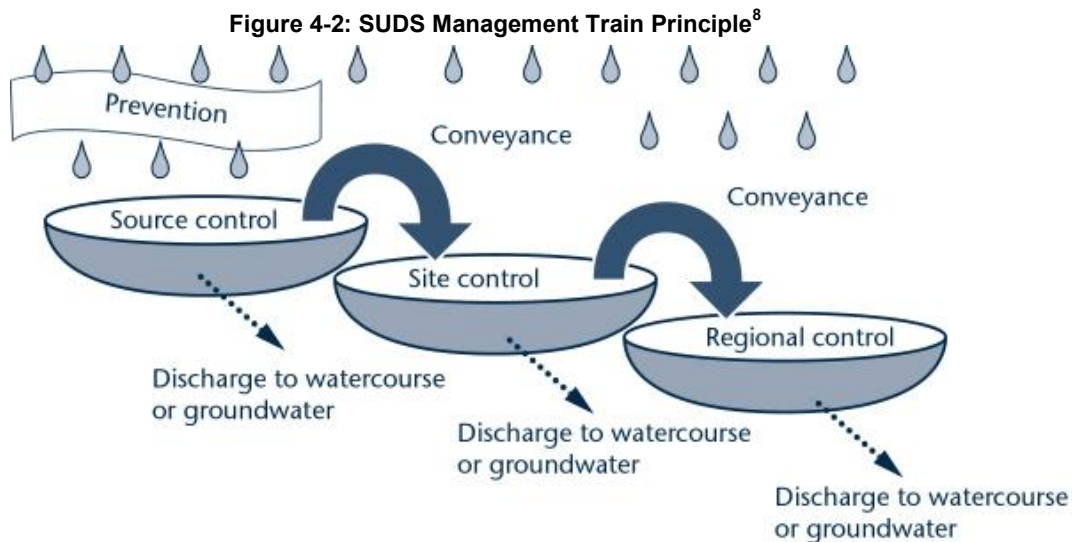 Figure 4-2: SUDS Management Train Principle8
Prevention
Conveyance
Conveyance
Source control
Site control
Regional control
Discharge to watercourse
or groundwater
Discharge to watercourse
or groundwater
Discharge to watercourse
or groundwater